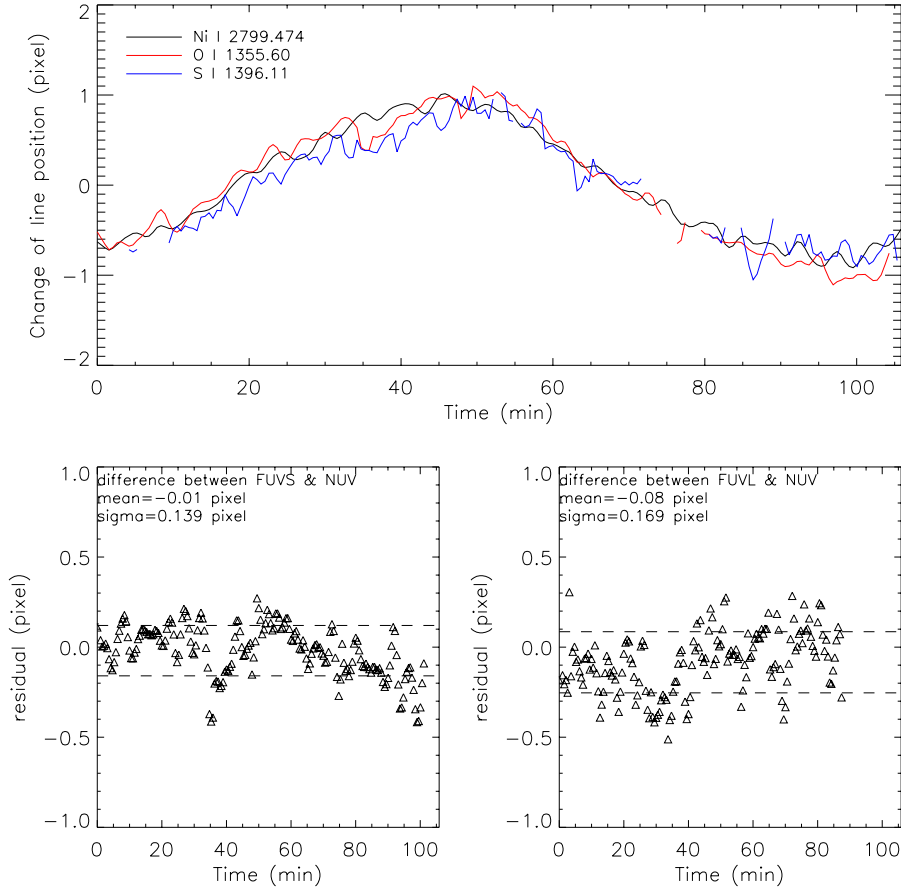 2
1
0
−1
−2
Change of line position (pixel)
Ni I 2799.474
O I 1355.60
S I 1396.11
0 20 40 60 80 100
Time (min)
1.0
0.5
0.0
−0.5
−1.0
residual (pixel)
difference between FUVS & NUV
mean=−0.01 pixel
sigma=0.139 pixel
0 20 40 60 80 100
Time (min)
1.0
0.5
0.0
−0.5
−1.0
residual (pixel)
difference between FUVL & NUV
mean=−0.08 pixel
sigma=0.169 pixel
0 20 40 60 80 100
Time (min)